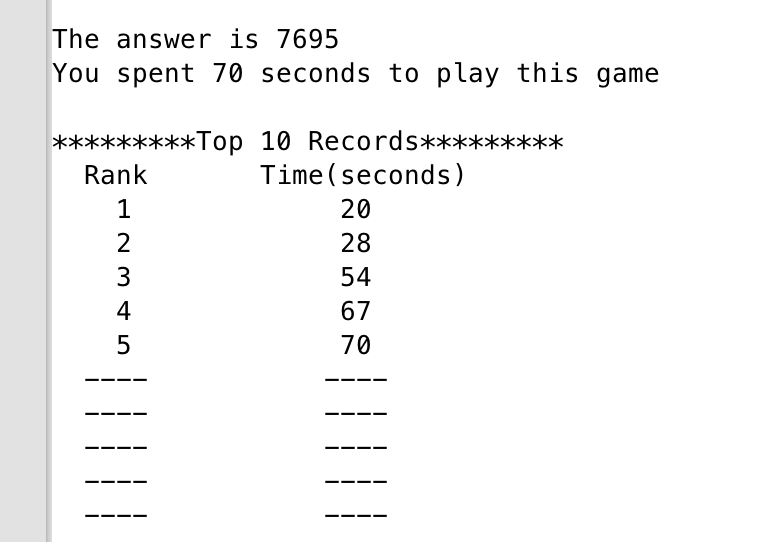 The answer is 7695
You spent 70 seconds to play this game
*********Top 10 Records*********
Rank Time(seconds)
1 20
2 28
3 54
4 67
5 70
---- ----
---- ----
---- ----
---- ----
---- ----